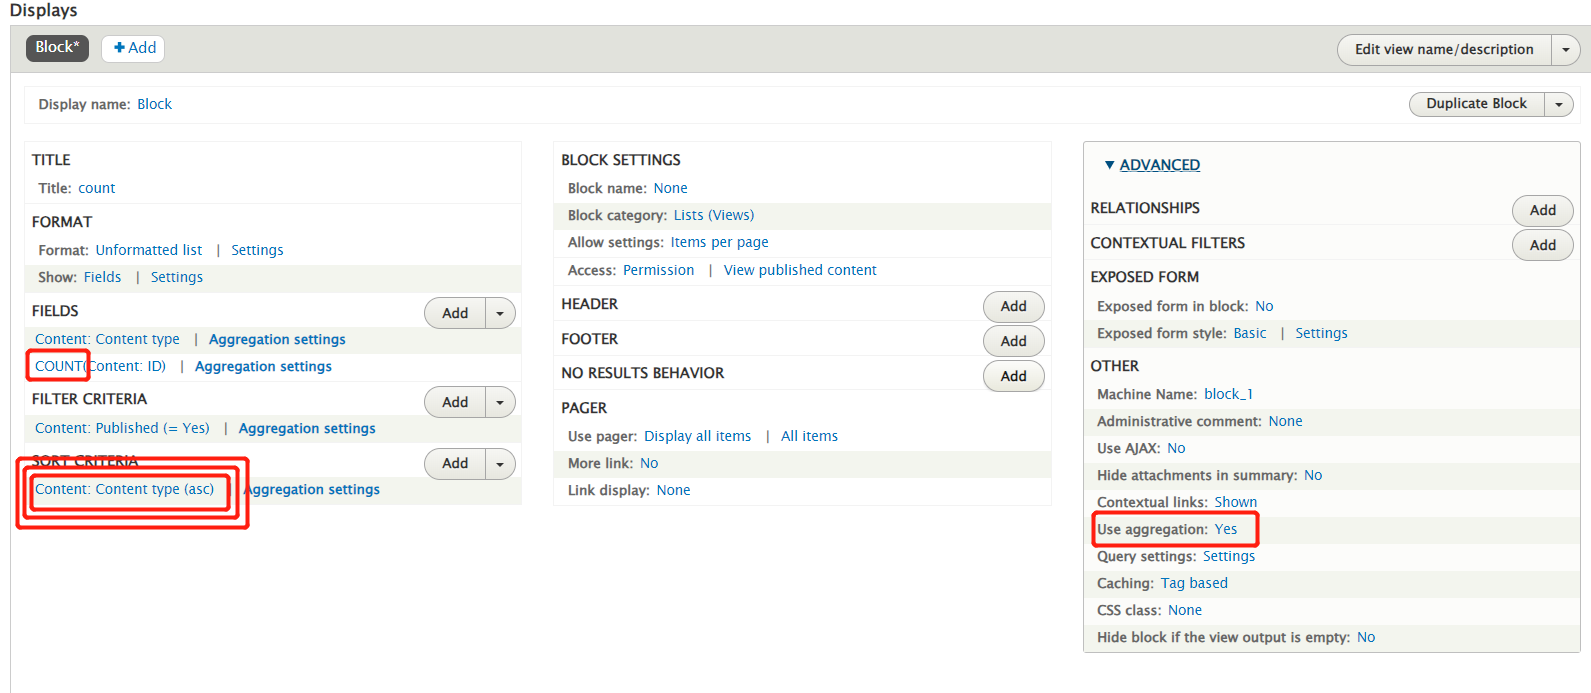 Displays
Block*
Add
Edit view name/description
Display name: Block
Duplicate Block
TITLE
Title: count
FORMAT
Format: Unformatted list | Settings
Show: Fields | Settings
FIELDS
Add
Content: Content type | Aggregation settings
COUNT(Content: ID) | Aggregation settings
FILTER CRITERIA
Add
Content: Published (= Yes) | Aggregation settings
SORT CRITERIA
Add
Content: Content type (asc) | Aggregation settings
BLOCK SETTINGS
Block name: None
Block category: Lists (Views)
Allow settings: Items per page
Access: Permission | View published content
HEADER
Add
FOOTER
Add
NO RESULTS BEHAVIOR
Add
PAGER
Use pager: Display all items | All items
More link: No
Link display: None
ADVANCED
RELATIONSHIPS
Add
CONTEXTUAL FILTERS
Add
EXPOSED FORM
Exposed form in block: No
Exposed form style: Basic | Settings
OTHER
Machine Name: block_1
Administrative comment: None
Use AJAX: No
Hide attachments in summary: No
Contextual links: Shown
Use aggregation: Yes
Query settings: Settings
Caching: Tag based
CSS class: None
Hide block if the view output is empty: No